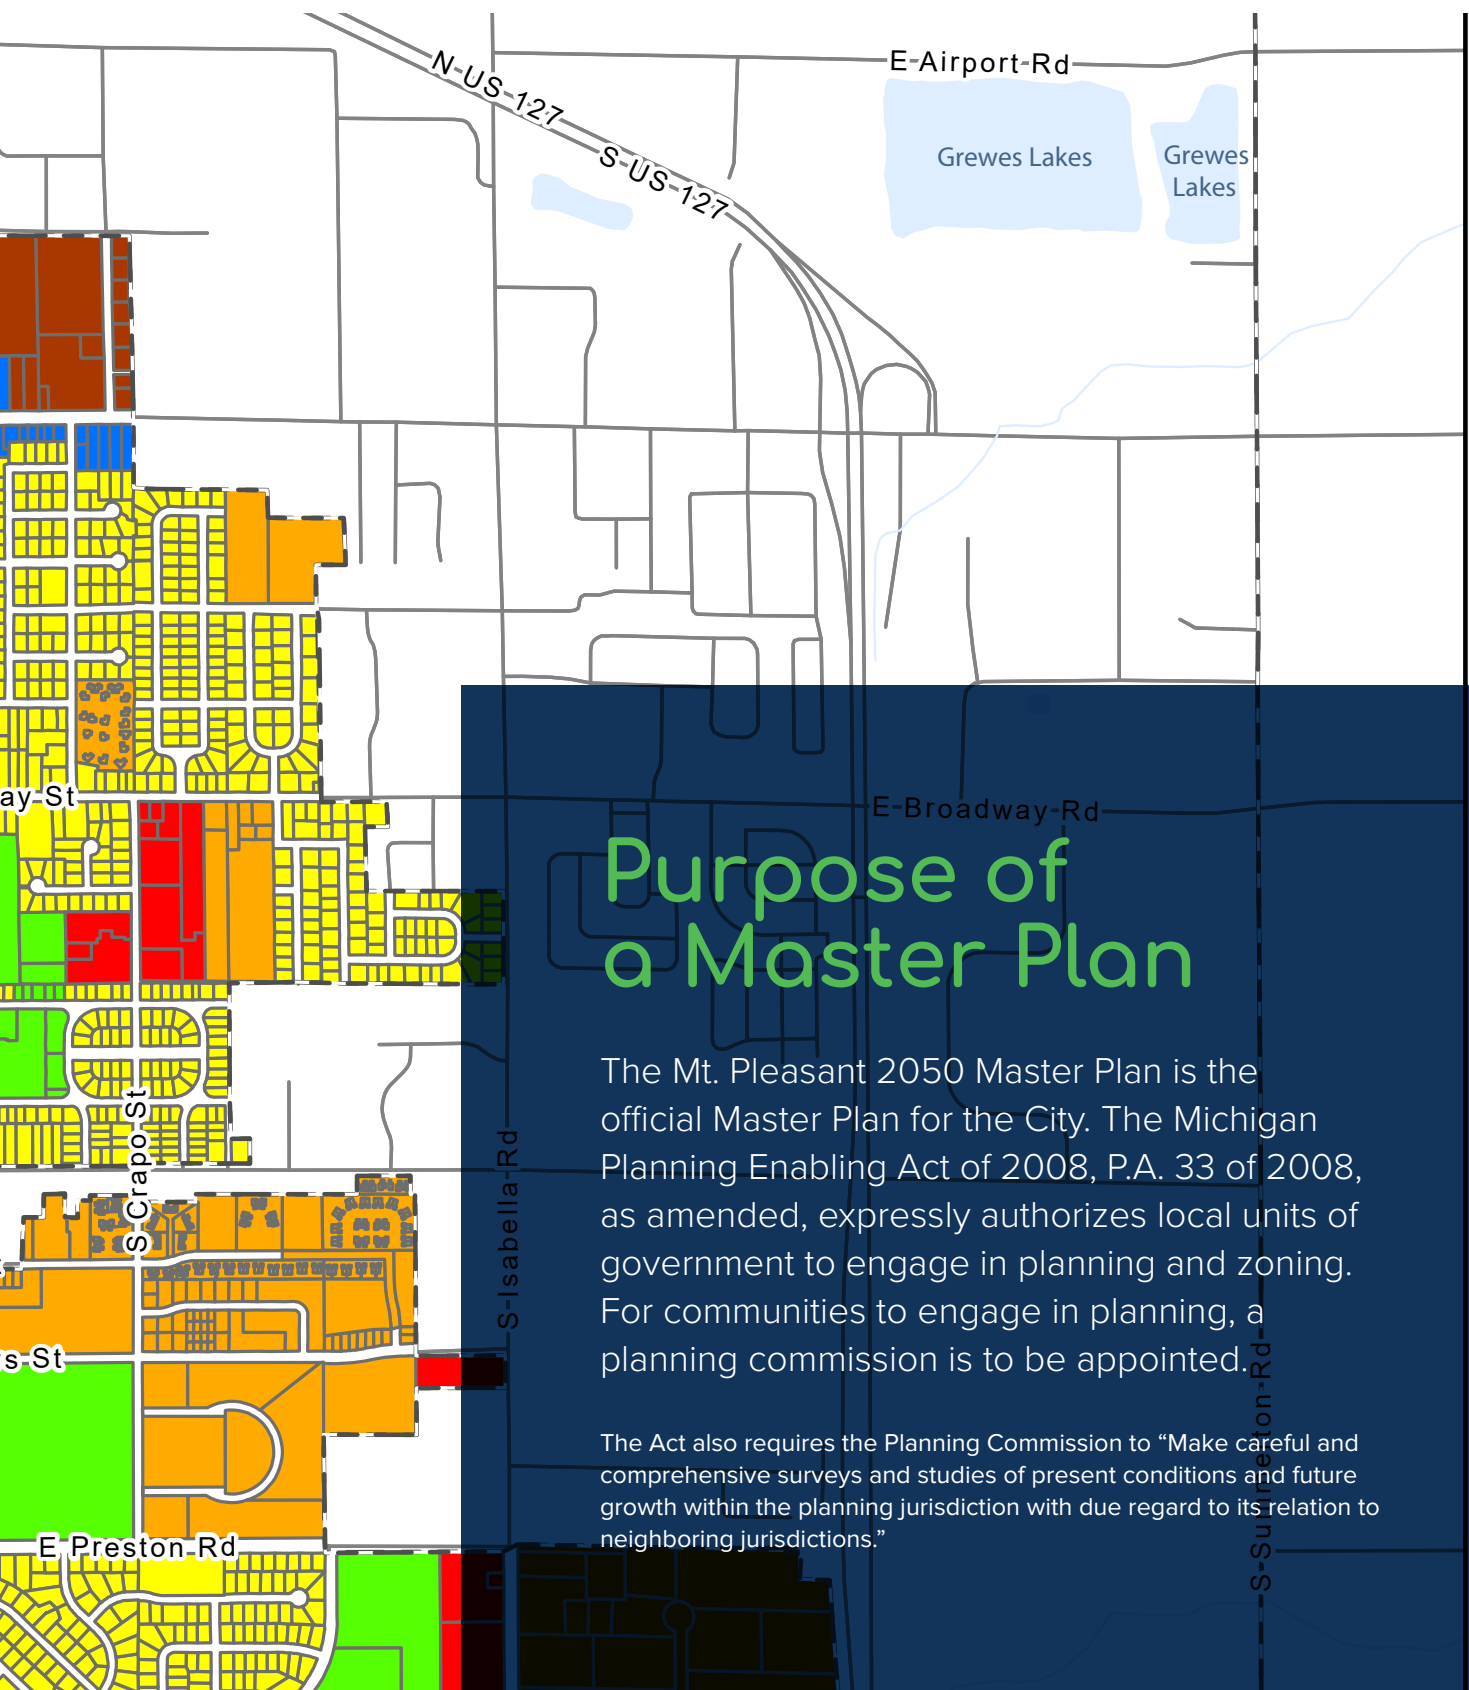 E Airport Rd
N US 127
S US 127
Grewes Lakes
Grewes
Lakes
ay St
E Broadway Rd
Purpose of
a Master Plan
The Mt. Pleasant 2050 Master Plan is the
official Master Plan for the City. The Michigan
Planning Enabling Act of 2008, P.A. 33 of 2008,
as amended, expressly authorizes local units of
government to engage in planning and zoning.
For communities to engage in planning, a
planning commission is to be appointed.
The Act also requires the Planning Commission to “Make careful and
comprehensive surveys and studies of present conditions and future
growth within the planning jurisdiction with due regard to its relation to
neighboring jurisdictions.”
S Crapo St
S Isabella Rd
s St
S Summerton Rd
E Preston Rd